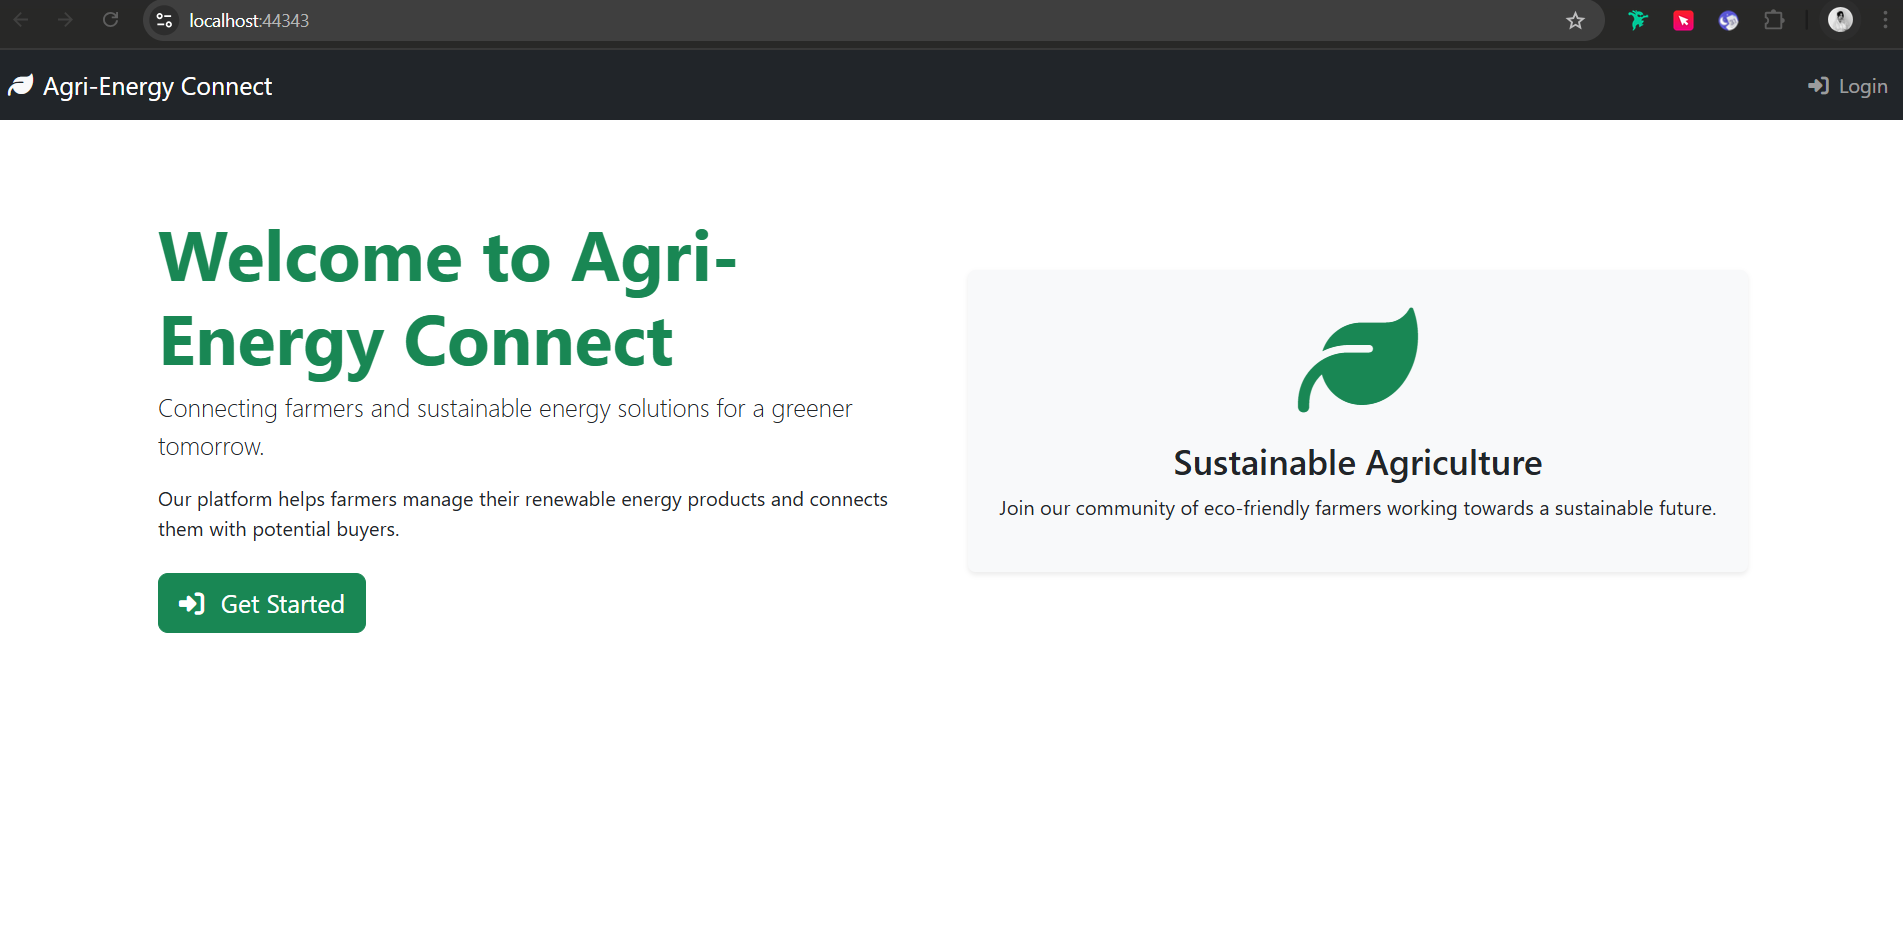 localhost:44343
Agri-Energy Connect
Login
Welcome to Agri-
Energy Connect
Connecting farmers and sustainable energy solutions for a greener
tomorrow.
Our platform helps farmers manage their renewable energy products and connects
them with potential buyers.
Get Started
Sustainable Agriculture
Join our community of eco-friendly farmers working towards a sustainable future.